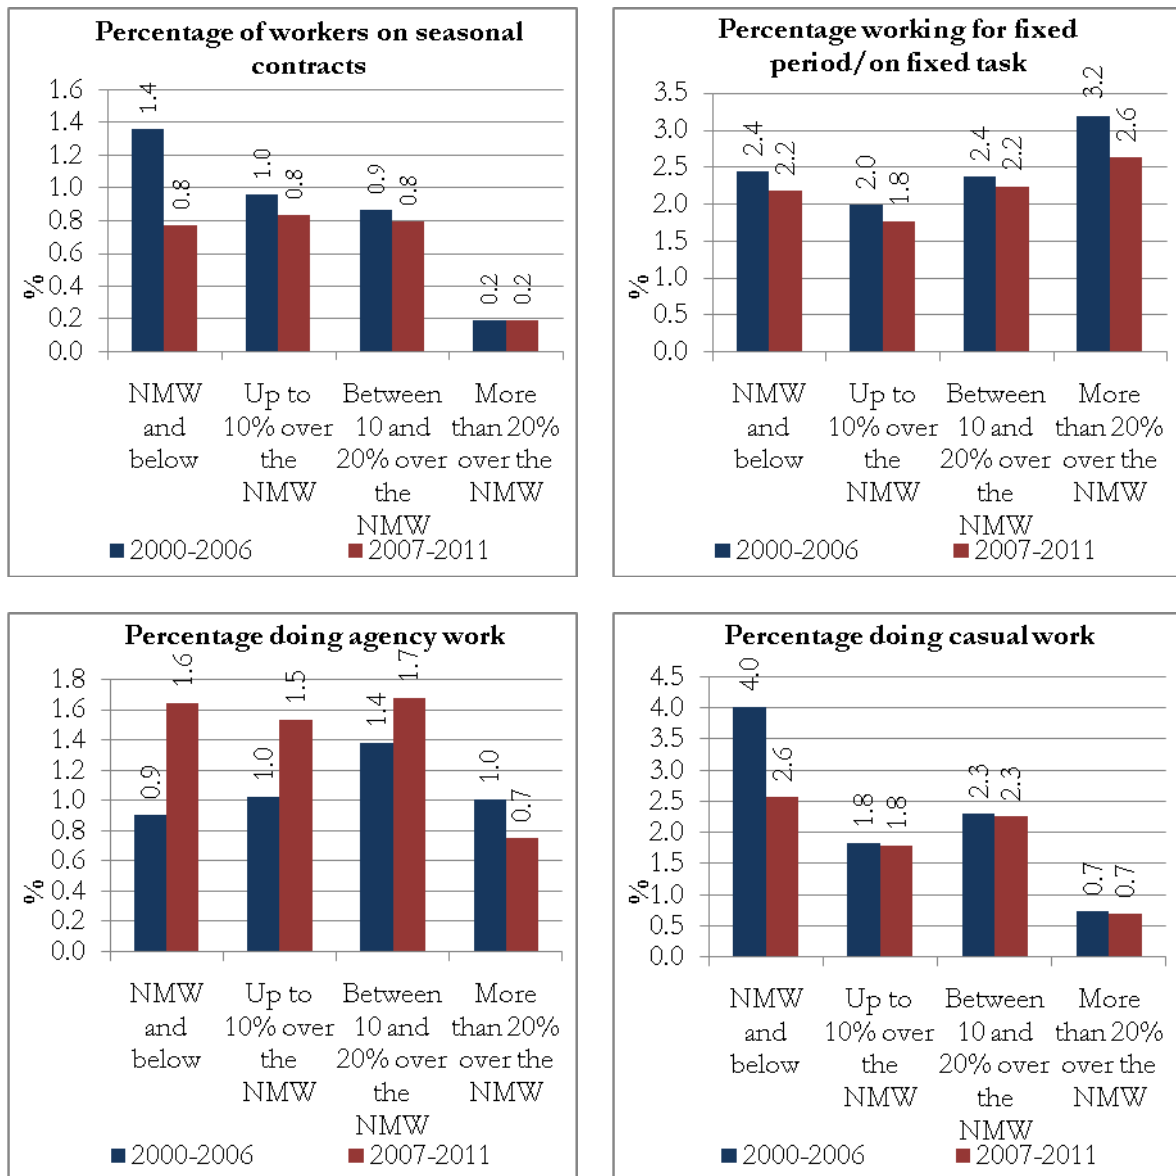 Percentage of workers on seasonal
contracts
1.6
1.4
1.2
1.0
0.8
0.6
0.4
0.2
0.0
%
1.4
0.8
1.0
0.8
0.9
0.8
0.2
0.2
NMW
and
below
Up to
10% over
the
NMW
Between
10 and
20% over
the
NMW
More
than 20%
over the
NMW
2000-2006
2007-2011
Percentage working for fixed
period/on fixed task
3.5
3.0
2.5
2.0
1.5
1.0
0.5
0.0
%
2.4
2.2
2.0
1.8
2.4
2.2
3.2
2.6
NMW
and
below
Up to
10% over
the
NMW
Between
10 and
20% over
the
NMW
More
than 20%
over the
NMW
2000-2006
2007-2011
Percentage doing agency work
1.8
1.6
1.4
1.2
1.0
0.8
0.6
0.4
0.2
0.0
%
0.9
1.6
1.0
1.5
1.4
1.7
1.0
0.7
NMW
and
below
Up to
10% over
the
NMW
Between
10 and
20% over
the
NMW
More
than 20%
over the
NMW
2000-2006
2007-2011
Percentage doing casual work
4.5
4.0
3.5
3.0
2.5
2.0
1.5
1.0
0.5
0.0
%
4.0
2.6
1.8
1.8
2.3
2.3
0.7
0.7
NMW
and
below
Up to
10% over
the
NMW
Between
10 and
20% over
the
NMW
More
than 20%
over the
NMW
2000-2006
2007-2011